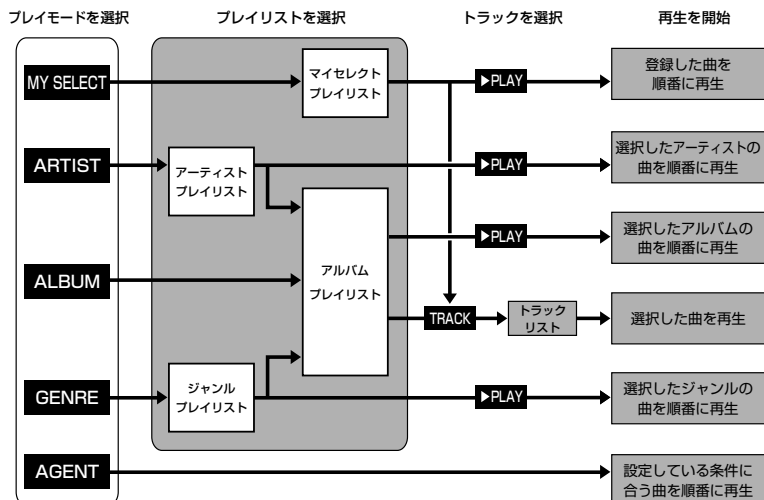 プレイモードを選択
プレイリストを選択
トラックを選択
再生を開始
MY SELECT
マイセレクト
プレイリスト
▶PLAY
登録した曲を
順番に再生
ARTIST
アーティスト
プレイリスト
▶PLAY
選択したアーティストの
曲を順番に再生
ALBUM
アルバム
プレイリスト
▶PLAY
選択したアルバムの
曲を順番に再生
TRACK
トラック
リスト
選択した曲を再生
GENRE
ジャンル
プレイリスト
▶PLAY
選択したジャンルの
曲を順番に再生
AGENT
設定している条件に
合う曲を順番に再生